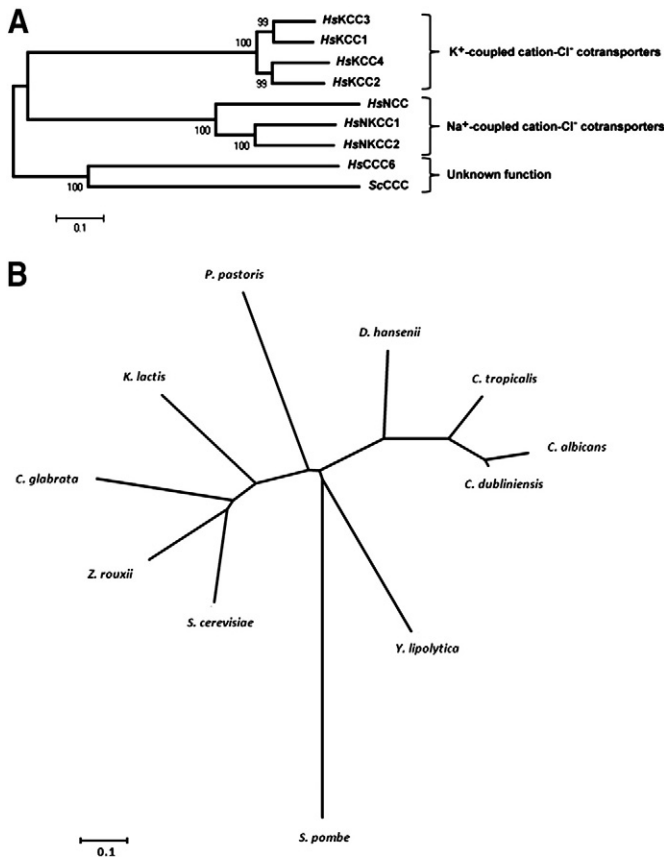 A
99
HsKCC3
HsKCC1
100
HsKCC4
99
HsKCC2
K⁺-coupled cation-Cl⁻ cotransporters
HsNCC
100
HsNKCC1
100
HsNKCC2
Na⁺-coupled cation-Cl⁻ cotransporters
HsCCC6
100
ScCCC
Unknown function
0.1
B
P. pastoris
D. hansenii
K. lactis
C. tropicalis
C. albicans
C. glabrata
C. dubliniensis
Z. rouxii
S. cerevisiae
Y. lipolytica
S. pombe
0.1